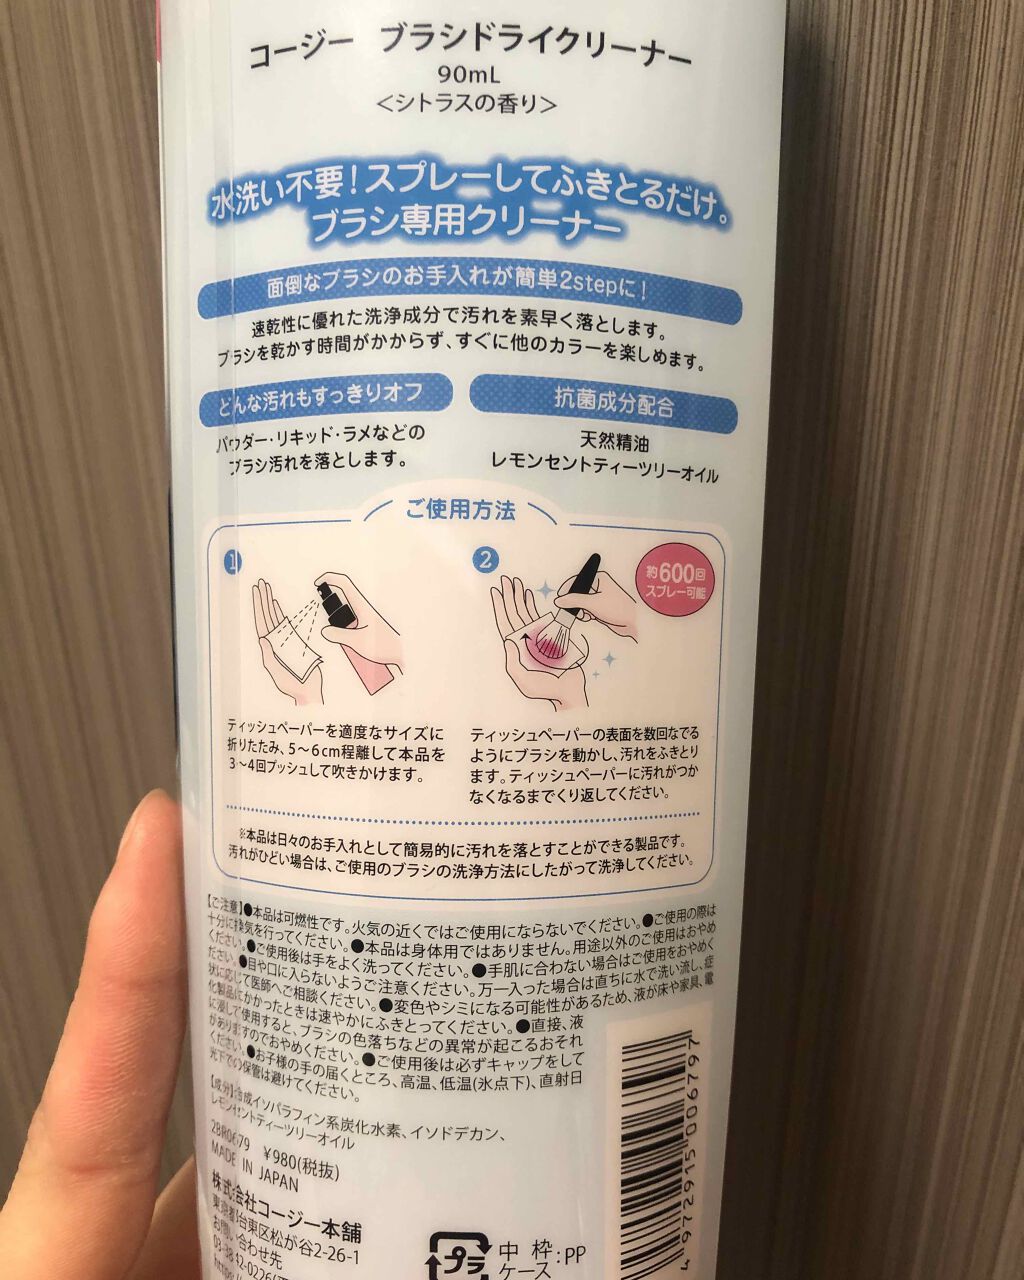 コージー ブラシドライクリーナー
90mL
＜シトラスの香り＞
水洗い不要！スプレーしてふきとるだけ。
ブラシ専用クリーナー
面倒なブラシのお手入れが簡単2stepに！
速乾性に優れた洗浄成分で汚れを素早く落とします。
ブラシを乾かす時間がかからず、すぐに他のカラーを楽しめます。
どんな汚れもすっきりオフ
パウダー・リキッド・ラメなどの
ブラシ汚れを落とします。
抗菌成分配合
天然精油
レモンセントティーツリーオイル
ご使用方法
1
ティッシュペーパーを適度なサイズに
折りたたみ、5〜6cm程離して本品を
3〜4回プッシュして吹きかけます。
2
約600回
スプレー可能
ティッシュペーパーの表面を数回なでる
ようにブラシを動かし、汚れをふきとり
ます。ティッシュペーパーに汚れがつか
なくなるまでくり返してください。
※本品は日々のお手入れとして簡易的に汚れを落とすことができる製品です。
汚れがひどい場合は、ご使用のブラシの洗浄方法にしたがって洗浄してください。
【ご注意】●本品は可燃性です。火気の近くではご使用にならないでください。●ご使用の際は
十分に換気を行ってください。●本品は身体用ではありません。用途以外のご使用はおやめ
ください。●ご使用後は手をよく洗ってください。●手肌に合わない場合はご使用をおやめく
ださい。●目や口に入らないようご注意ください。万一入った場合は直ちに水で洗い流し、症
状に応じて医師へご相談ください。●変色やシミになる可能性があるため、液が床や家具、電
化製品にかかったときは速やかにふきとってください。●直接、液
に浸して使用すると、ブラシの色落ちなどの異常が起こるおそれ
がありますのでおやめください。●ご使用後は必ずキャップをして
ください。●お子様の手の届くところ、高温、低温(氷点下)、直射日
光下での保管は避けてください。
【成分】合成イソパラフィン系炭化水素、イソドデカン、
レモンセントティーツリーオイル
2BR0679 ¥980(税抜)
MADE IN JAPAN
株式会社コージー本舗
東京都台東区松が谷2-26-1
お問い合わせ先
03-3842-0226
プラ
中 枠：PP
ケース
4 972915 006797